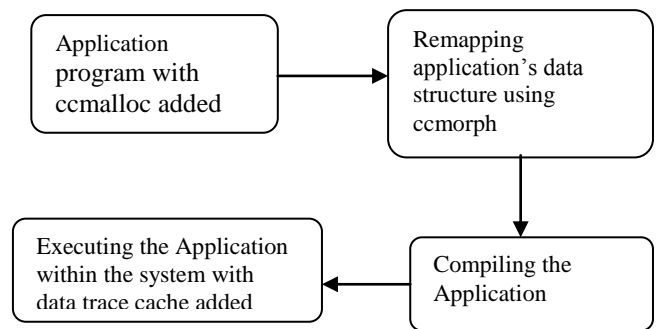 Application
program with
ccmalloc added
Remapping
application’s data
structure using
ccmorph
Compiling the
Application
Executing the Application
within the system with
data trace cache added